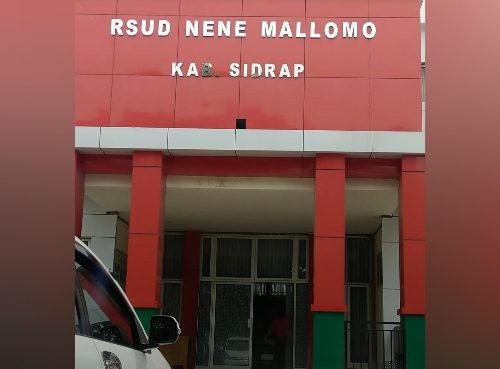 RSUD NENE MALLOMO
KAB. SIDRAP